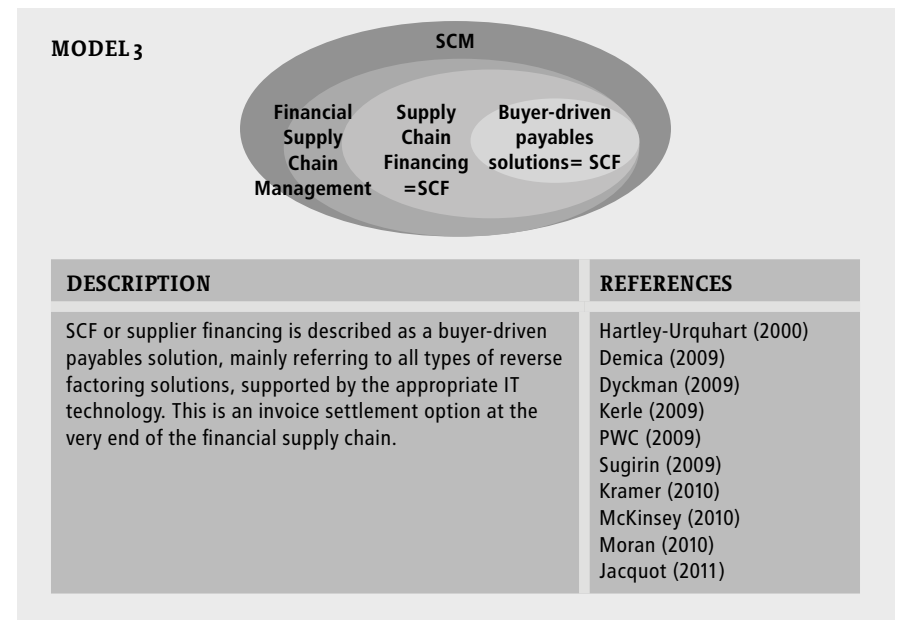 MODEL 3
SCM
Financial
Supply
Chain
Management
Supply
Chain
Financing
=SCF
Buyer-driven
payables
solutions= SCF
DESCRIPTION
SCF or supplier financing is described as a buyer-driven
payables solution, mainly referring to all types of reverse
factoring solutions, supported by the appropriate IT
technology. This is an invoice settlement option at the
very end of the financial supply chain.
REFERENCES
Hartley-Urquhart (2000)
Demica (2009)
Dyckman (2009)
Kerle (2009)
PWC (2009)
Sugirin (2009)
Kramer (2010)
McKinsey (2010)
Moran (2010)
Jacquot (2011)